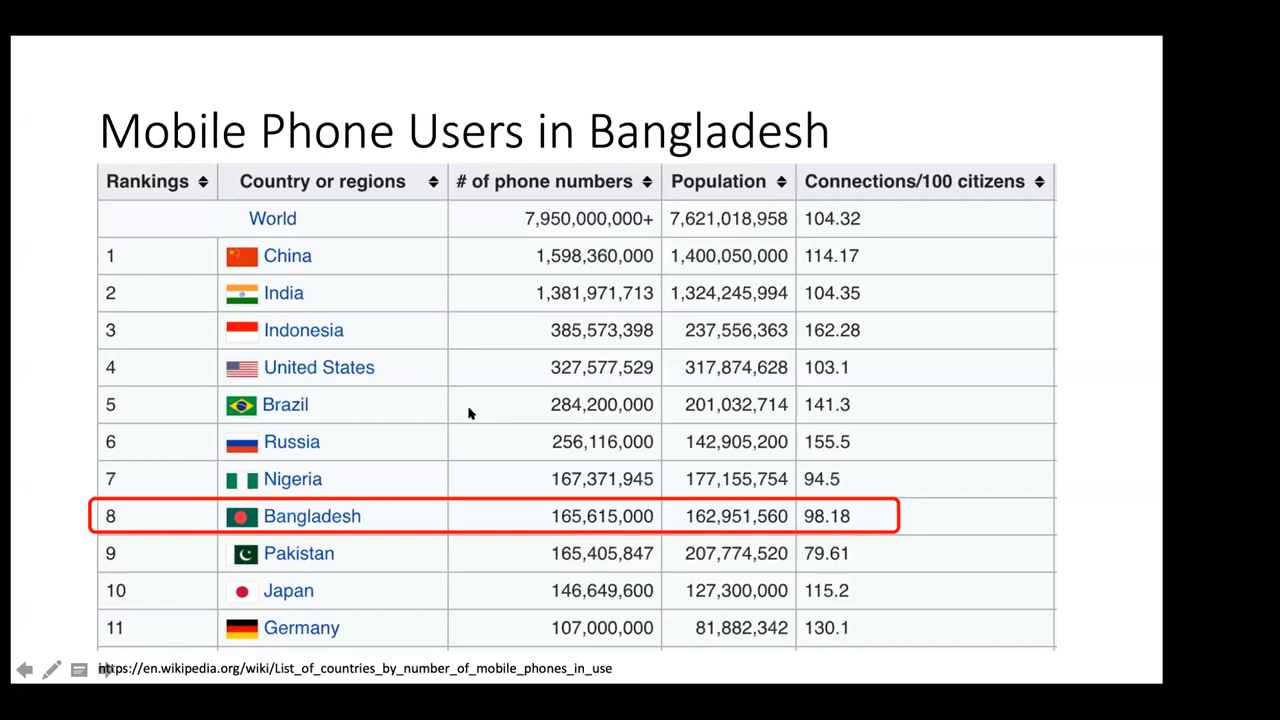 Mobile Phone Users in Bangladesh
Rankings Country or regions # of phone numbers Population Connections/100 citizens
World 7,950,000,000+ 7,621,018,958 104.32
1 China 1,598,360,000 1,400,050,000 114.17
2 India 1,381,971,713 1,324,245,994 104.35
3 Indonesia 385,573,398 237,556,363 162.28
4 United States 327,577,529 317,874,628 103.1
5 Brazil 284,200,000 201,032,714 141.3
6 Russia 256,116,000 142,905,200 155.5
7 Nigeria 167,371,945 177,155,754 94.5
8 Bangladesh 165,615,000 162,951,560 98.18
9 Pakistan 165,405,847 207,774,520 79.61
10 Japan 146,649,600 127,300,000 115.2
11 Germany 107,000,000 81,882,342 130.1
https://en.wikipedia.org/wiki/List_of_countries_by_number_of_mobile_phones_in_use